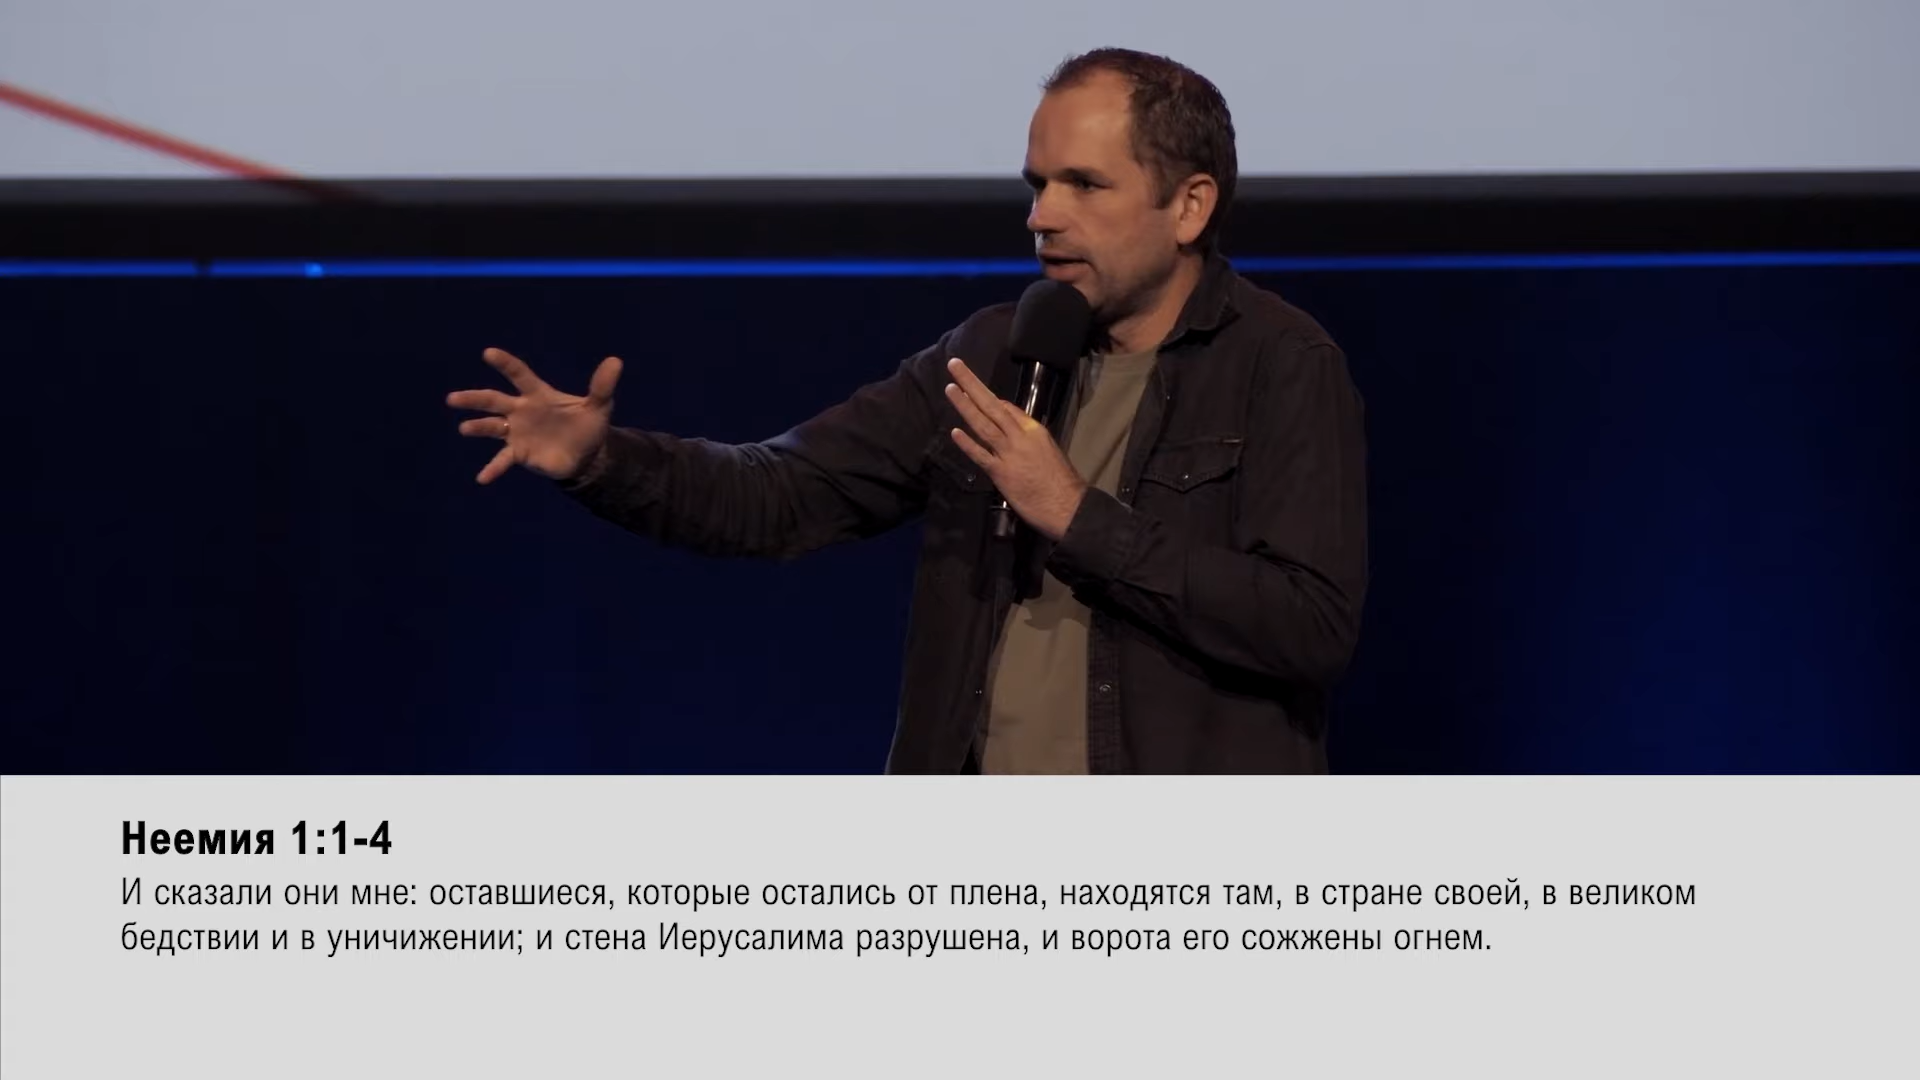 Неемия 1:1-4
И сказали они мне: оставшиеся, которые остались от плена, находятся там, в стране своей, в великом
бедствии и в уничижении; и стена Иерусалима разрушена, и ворота его сожжены огнем.